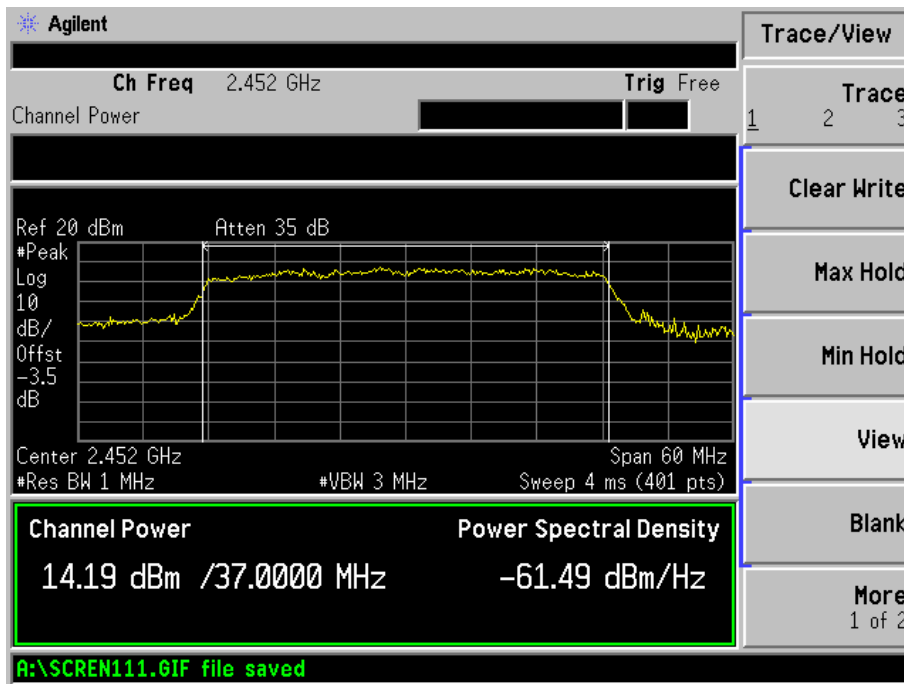 Agilent
Trace/View
Ch Freq 2.452 GHz Trig Free
Channel Power
Trace
1 2 3
Clear Write
Ref 20 dBm Atten 35 dB
#Peak
Log
10
dB/
Offst
-3.5
dB
Max Hold
Min Hold
View
Center 2.452 GHz Span 60 MHz
#Res BW 1 MHz #VBW 3 MHz Sweep 4 ms (401 pts)
Channel Power Power Spectral Density
14.19 dBm /37.0000 MHz -61.49 dBm/Hz
Blank
More
1 of 2
A:\SCREN111.GIF file saved